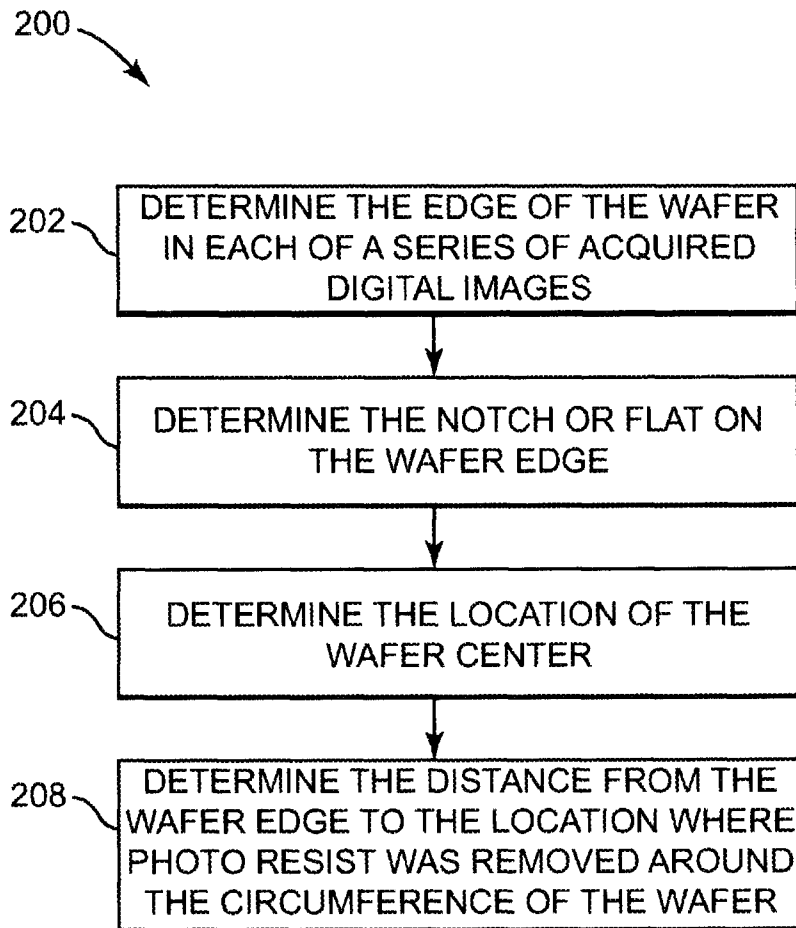 200
202
DETERMINE THE EDGE OF THE WAFER
IN EACH OF A SERIES OF ACQUIRED
DIGITAL IMAGES
204
DETERMINE THE NOTCH OR FLAT ON
THE WAFER EDGE
206
DETERMINE THE LOCATION OF THE
WAFER CENTER
208
DETERMINE THE DISTANCE FROM THE
WAFER EDGE TO THE LOCATION WHERE
PHOTO RESIST WAS REMOVED AROUND
THE CIRCUMFERENCE OF THE WAFER